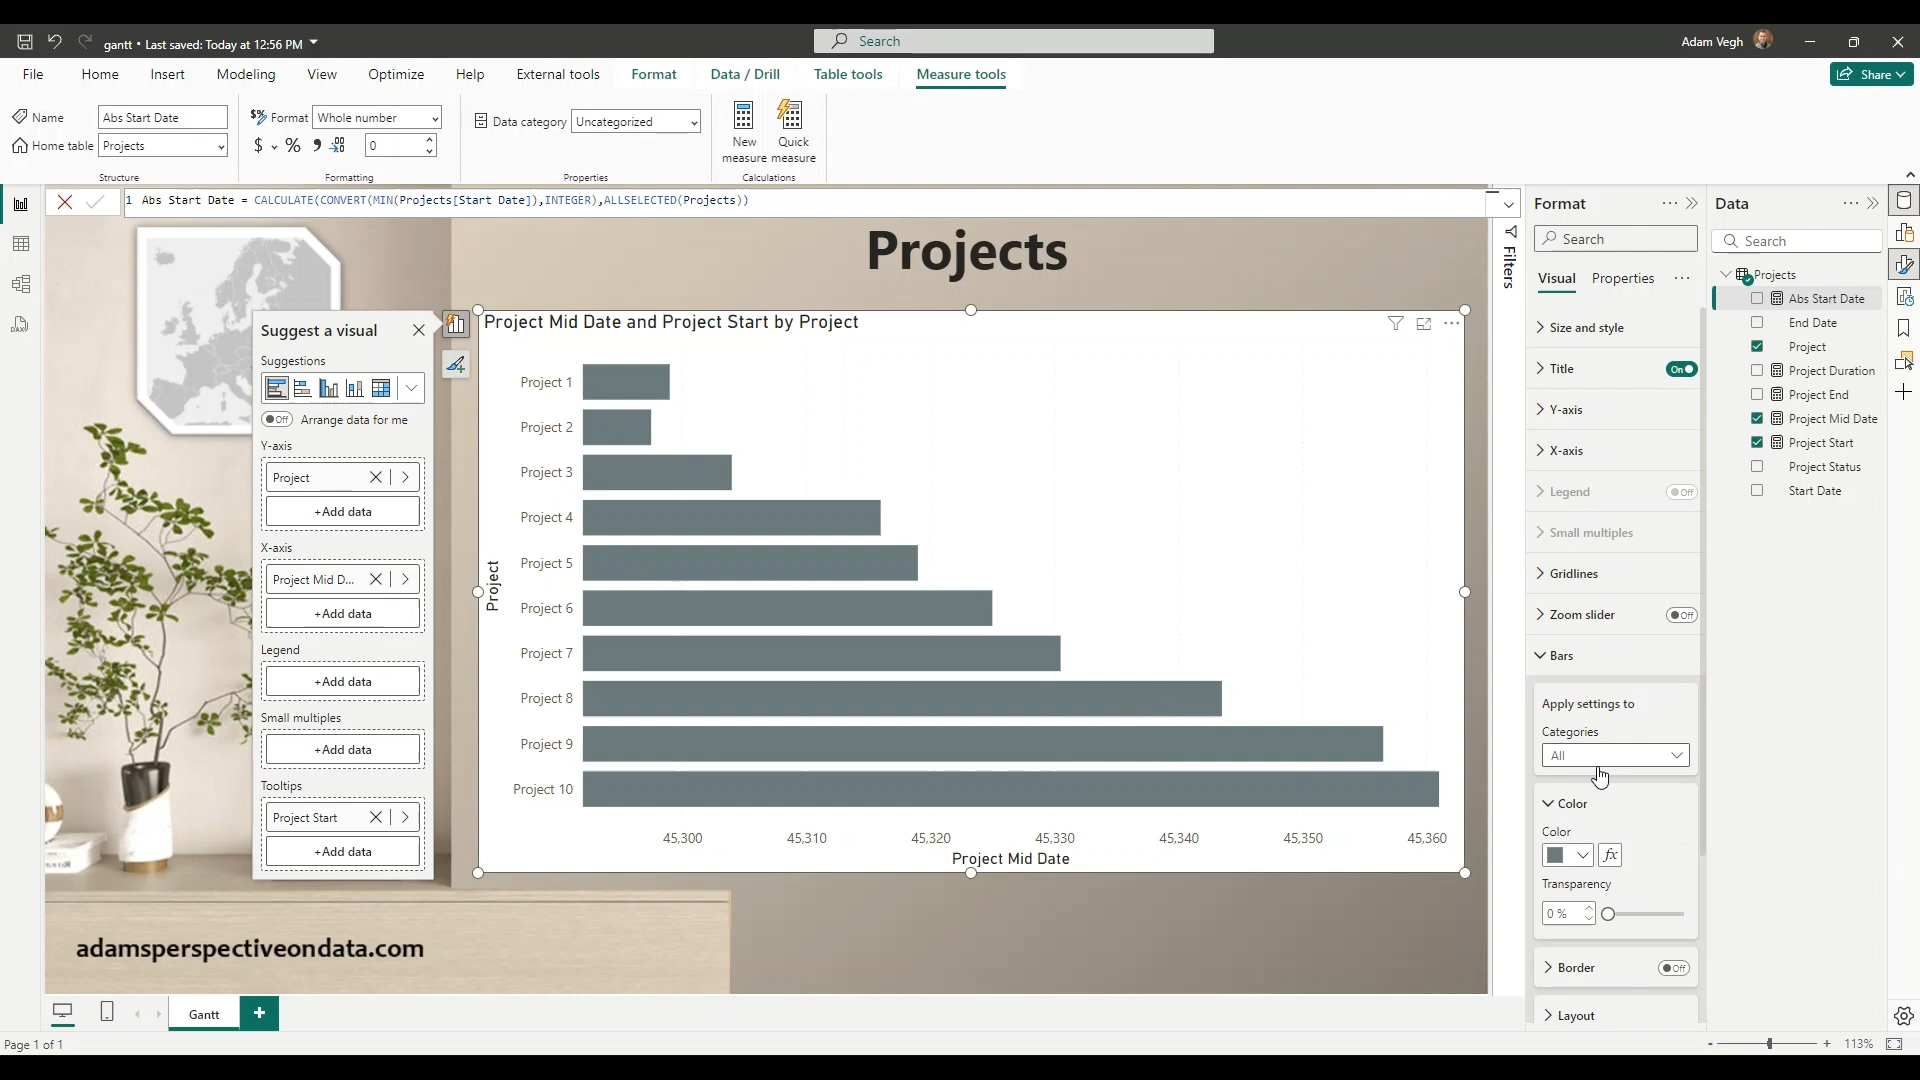 gantt • Last saved: Today at 12:56 PM
Search
Adam Vegh
File Home Insert Modeling View Optimize Help External tools Format Data / Drill Table tools Measure tools
Share
Name Abs Start Date
Home table Projects
Structure
Format Whole number
$ % 0
Formatting
Data category Uncategorized
Properties
New measure
Quick measure
Calculations
1 Abs Start Date = CALCULATE(CONVERT(MIN(Projects[Start Date]),INTEGER),ALLSELECTED(Projects))
Projects
Suggest a visual
Suggestions
Off Arrange data for me
Y-axis
Project
+Add data
X-axis
Project Mid D...
+Add data
Legend
+Add data
Small multiples
+Add data
Tooltips
Project Start
+Add data
Project Mid Date and Project Start by Project
Project
Project 1
Project 2
Project 3
Project 4
Project 5
Project 6
Project 7
Project 8
Project 9
Project 10
45,300 45,310 45,320 45,330 45,340 45,350 45,360
Project Mid Date
adamsperspectiveondata.com
Filters
Format
Search
Visual Properties
Size and style
Title On
Y-axis
X-axis
Legend Off
Small multiples
Gridlines
Zoom slider Off
Bars
Apply settings to
Categories
All
Color
Color
fx
Transparency
0 %
Border Off
Layout
Data
Search
Projects
Abs Start Date
End Date
Project
Project Duration
Project End
Project Mid Date
Project Start
Project Status
Start Date
DAX
Gantt
+
Page 1 of 1
- + 113%